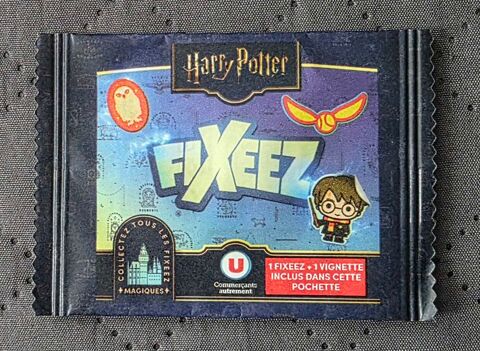 Harry Potter
FIXEEZ
COLLECTEZ TOUS LES FIXEEZ
MAGIQUES
U
Commerçants
autrement
1 FIXEEZ + 1 VIGNETTE
INCLUS DANS CETTE
POCHETTE